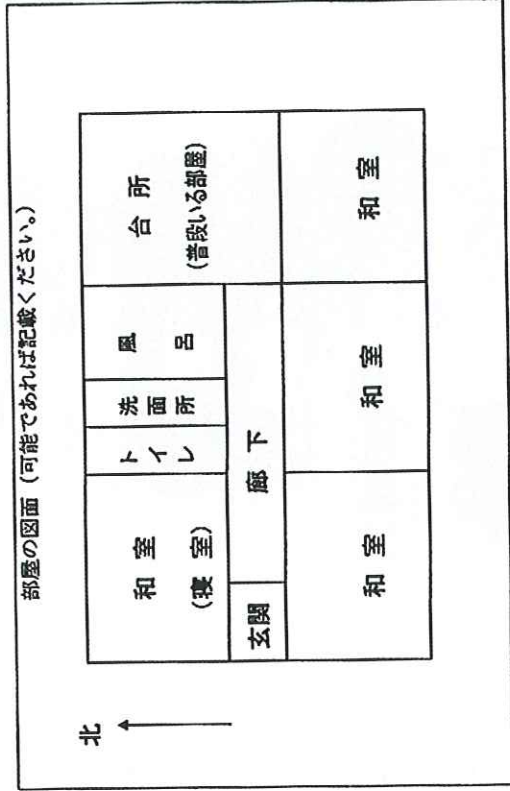 部屋の図面（可能であれば記載ください。）
北
和室
（寝室）
トイレ
洗面所
風呂
台所
（普段いる部屋）
玄関
廊下
和室
和室
和室